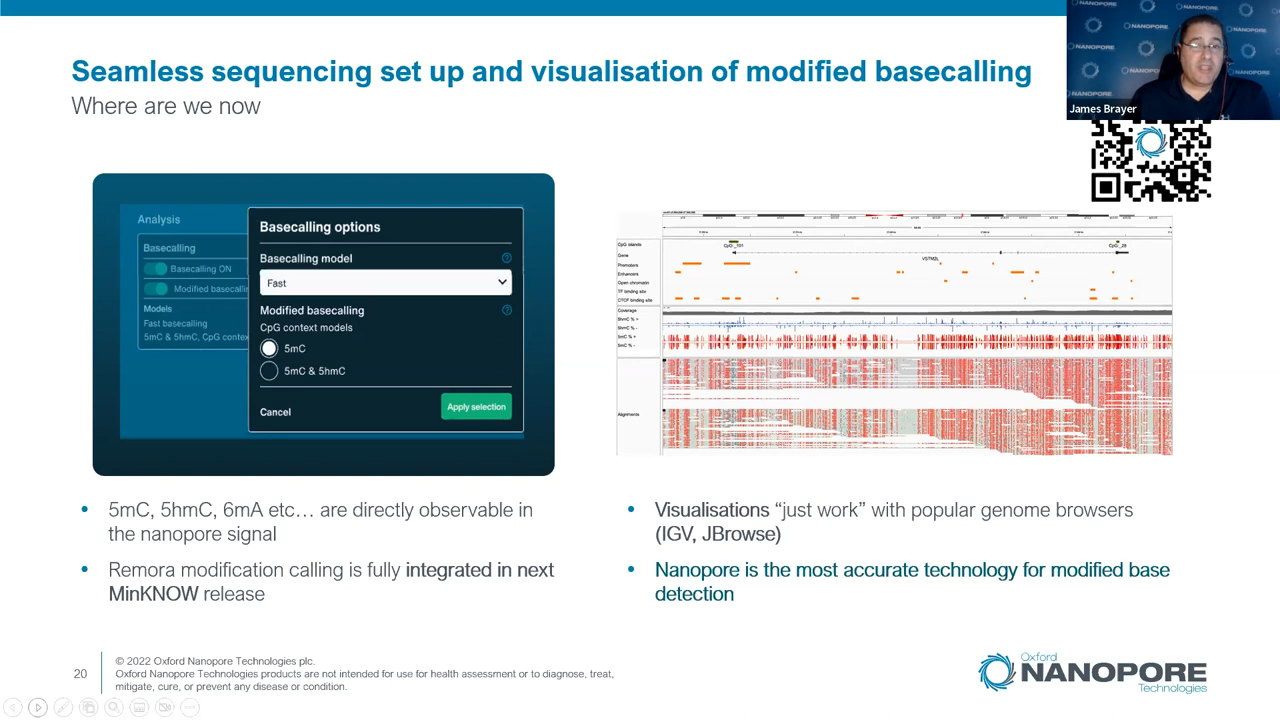 Seamless sequencing set up and visualisation of modified basecalling
Where are we now
NANOPORE
James Brayer
Analysis
Basecalling
Basecalling ON
Modified basecallin
Models
Fast basecalling
5mC & 5hmC, CpG contex
Basecalling options
Basecalling model
?
Fast
Modified basecalling
?
CpG context models
5mC
5mC & 5hmC
Cancel
Apply selection
CpG islands
Gene
Promoters
Enhancers
Open chromatin
TF binding site
CTCF binding site
Coverage
5hmC % +
5hmC % -
5mC % +
5mC % -
Alignments
VSTM2L
• 5mC, 5hmC, 6mA etc… are directly observable in
the nanopore signal
• Remora modification calling is fully integrated in next
MinKNOW release
• Visualisations “just work” with popular genome browsers
(IGV, JBrowse)
• Nanopore is the most accurate technology for modified base
detection
20
© 2022 Oxford Nanopore Technologies plc.
Oxford Nanopore Technologies products are not intended for use for health assessment or to diagnose, treat,
mitigate, cure, or prevent any disease or condition.
Oxford
NANOPORE
Technologies